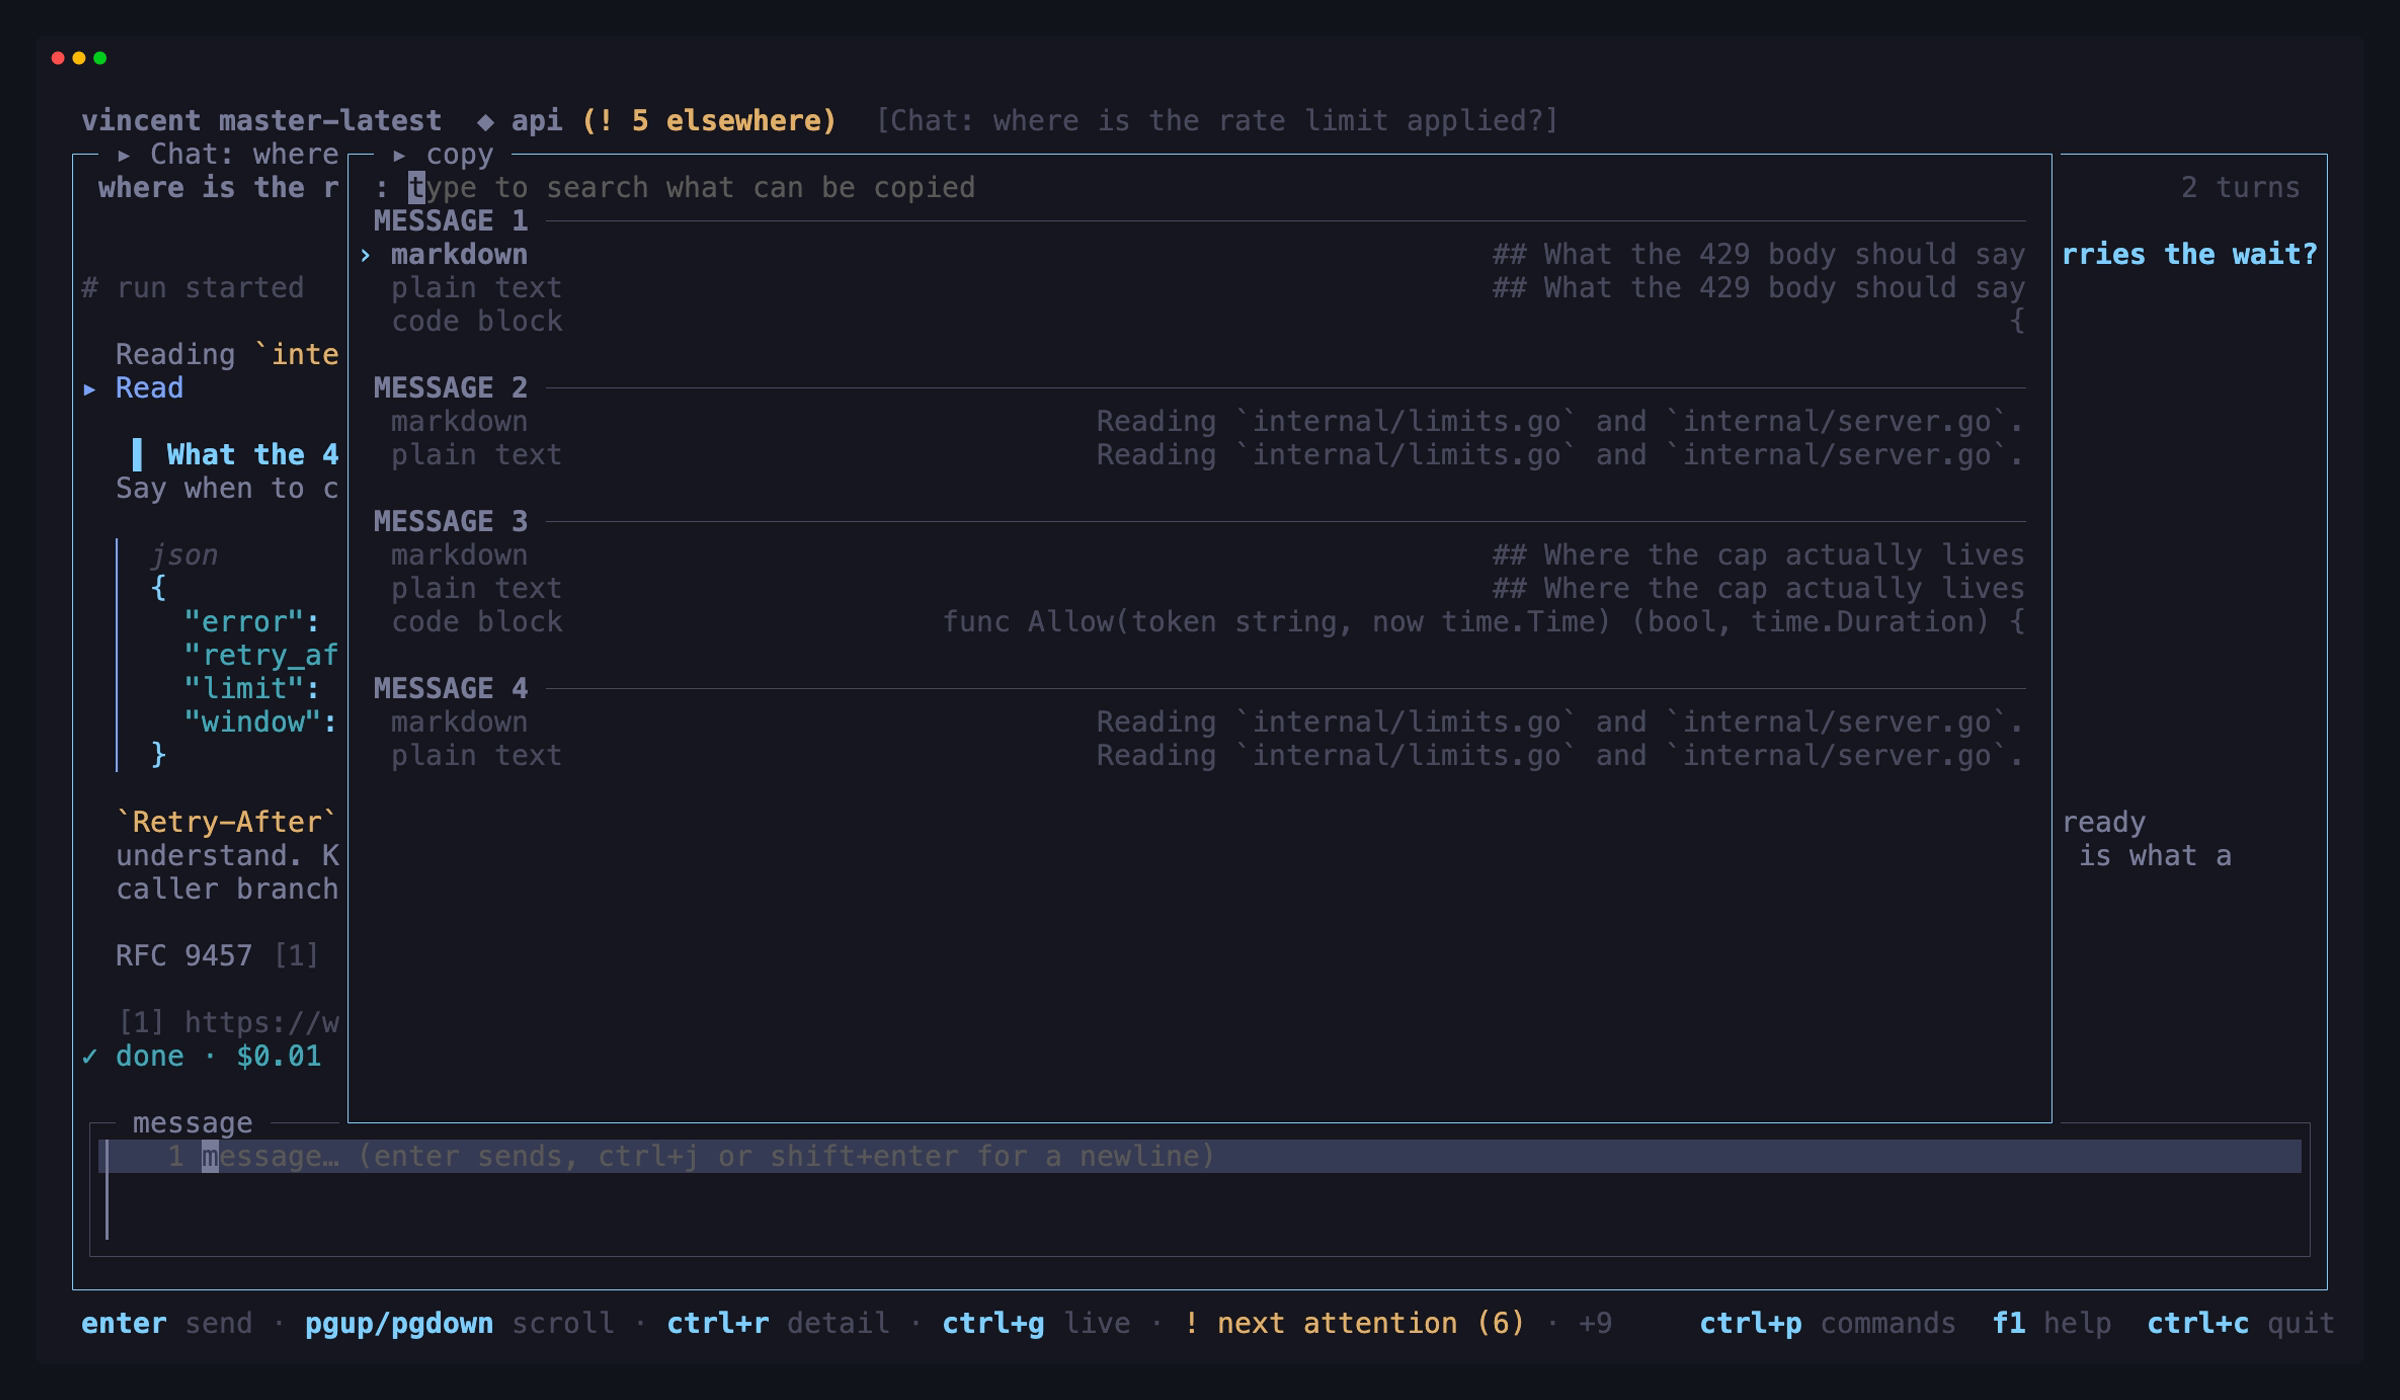 vincent master-latest ◆ api (! 5 elsewhere) [Chat: where is the rate limit applied?]
▸ Chat: where ▸ copy
where is the r : type to search what can be copied 2 turns
MESSAGE 1
› markdown ## What the 429 body should say rries the wait?
# run started plain text ## What the 429 body should say
code block {
Reading `inte
▸ Read MESSAGE 2
markdown Reading `internal/limits.go` and `internal/server.go`.
What the 4 plain text Reading `internal/limits.go` and `internal/server.go`.
Say when to c
MESSAGE 3
json markdown ## Where the cap actually lives
{ plain text ## Where the cap actually lives
"error": code block func Allow(token string, now time.Time) (bool, time.Duration) {
"retry_af
"limit": MESSAGE 4
"window": markdown Reading `internal/limits.go` and `internal/server.go`.
} plain text Reading `internal/limits.go` and `internal/server.go`.
`Retry-After` ready
understand. K is what a
caller branch
RFC 9457 [1]
[1] https://w
✓ done · $0.01
message
1 message… (enter sends, ctrl+j or shift+enter for a newline)
enter send · pgup/pgdown scroll · ctrl+r detail · ctrl+g live · ! next attention (6) · +9 ctrl+p commands f1 help ctrl+c quit